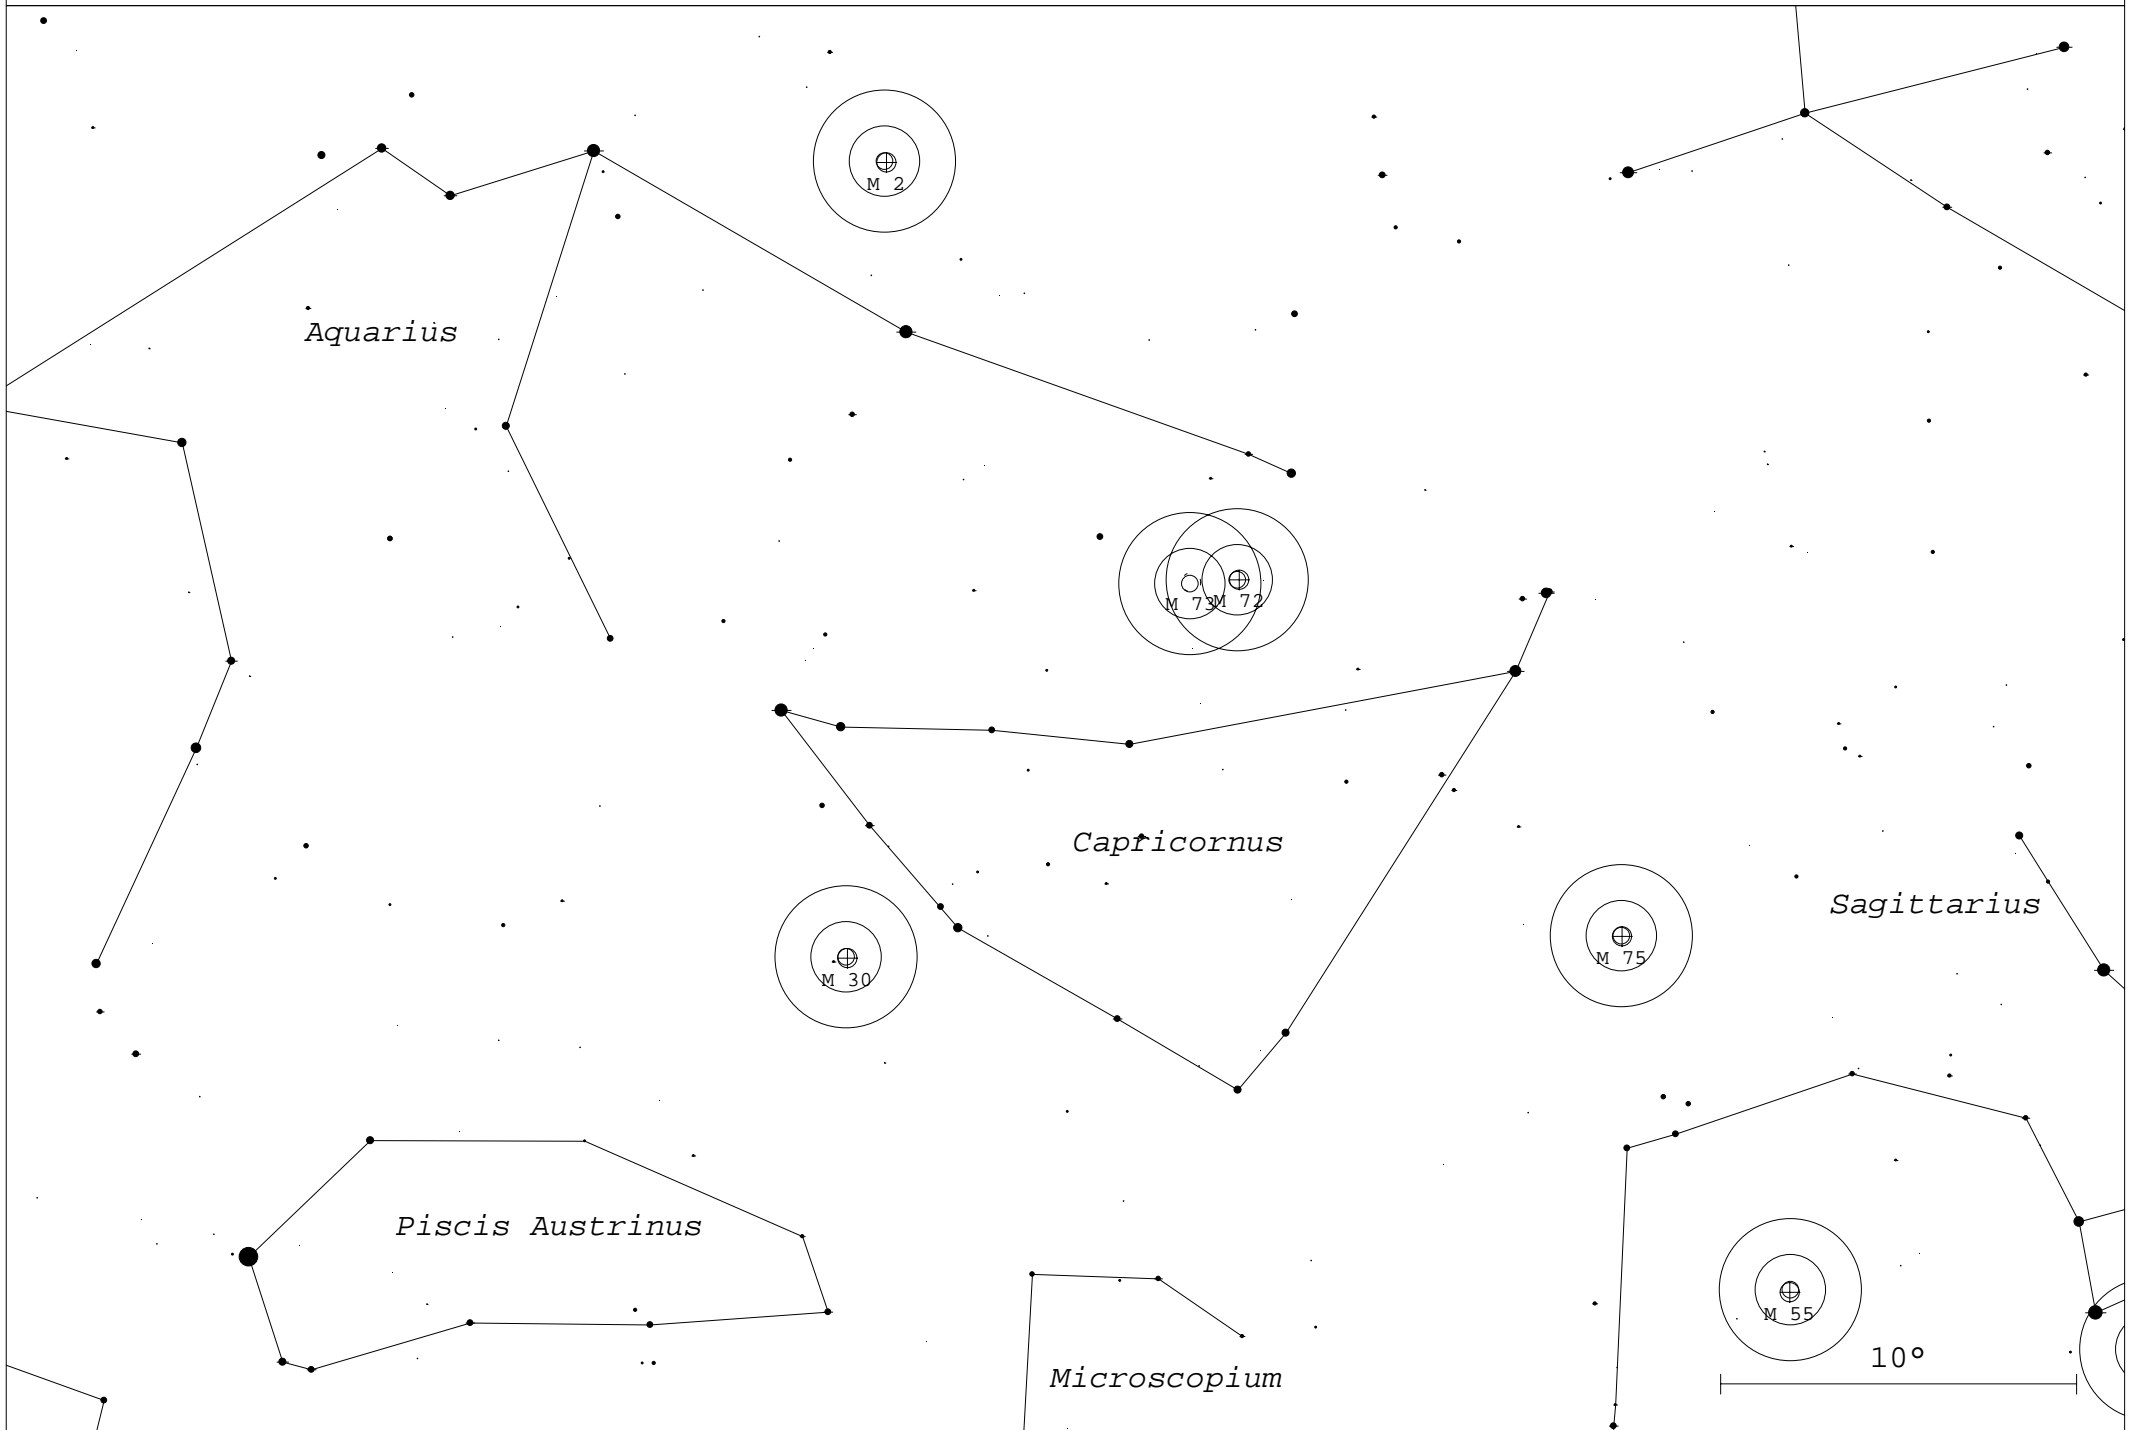 M 2
Aquarius
M 73
M 72
Capricornus
Sagittarius
M 75
M 30
Piscis Austrinus
M 55
10°
Microscopium